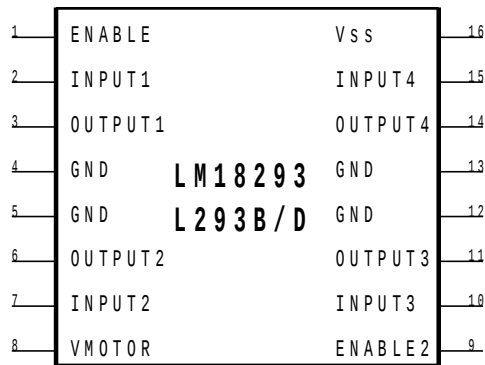 1 ENABLE Vss 16
2 INPUT1 INPUT4 15
3 OUTPUT1 OUTPUT4 14
4 GND LM18293 GND 13
5 GND L293B/D GND 12
6 OUTPUT2 OUTPUT3 11
7 INPUT2 INPUT3 10
8 VMOTOR ENABLE2 9